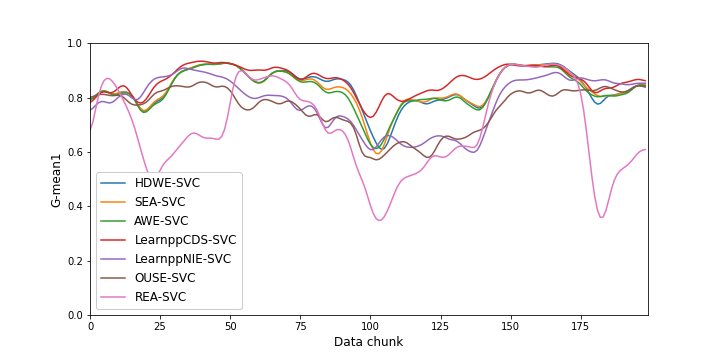 1.0
0.8
0.6
0.4
0.2
0.0
G-mean1
HDWE-SVC
SEA-SVC
AWE-SVC
LearnppCDS-SVC
LearnppNIE-SVC
OUSE-SVC
REA-SVC
0 25 50 75 100 125 150 175
Data chunk